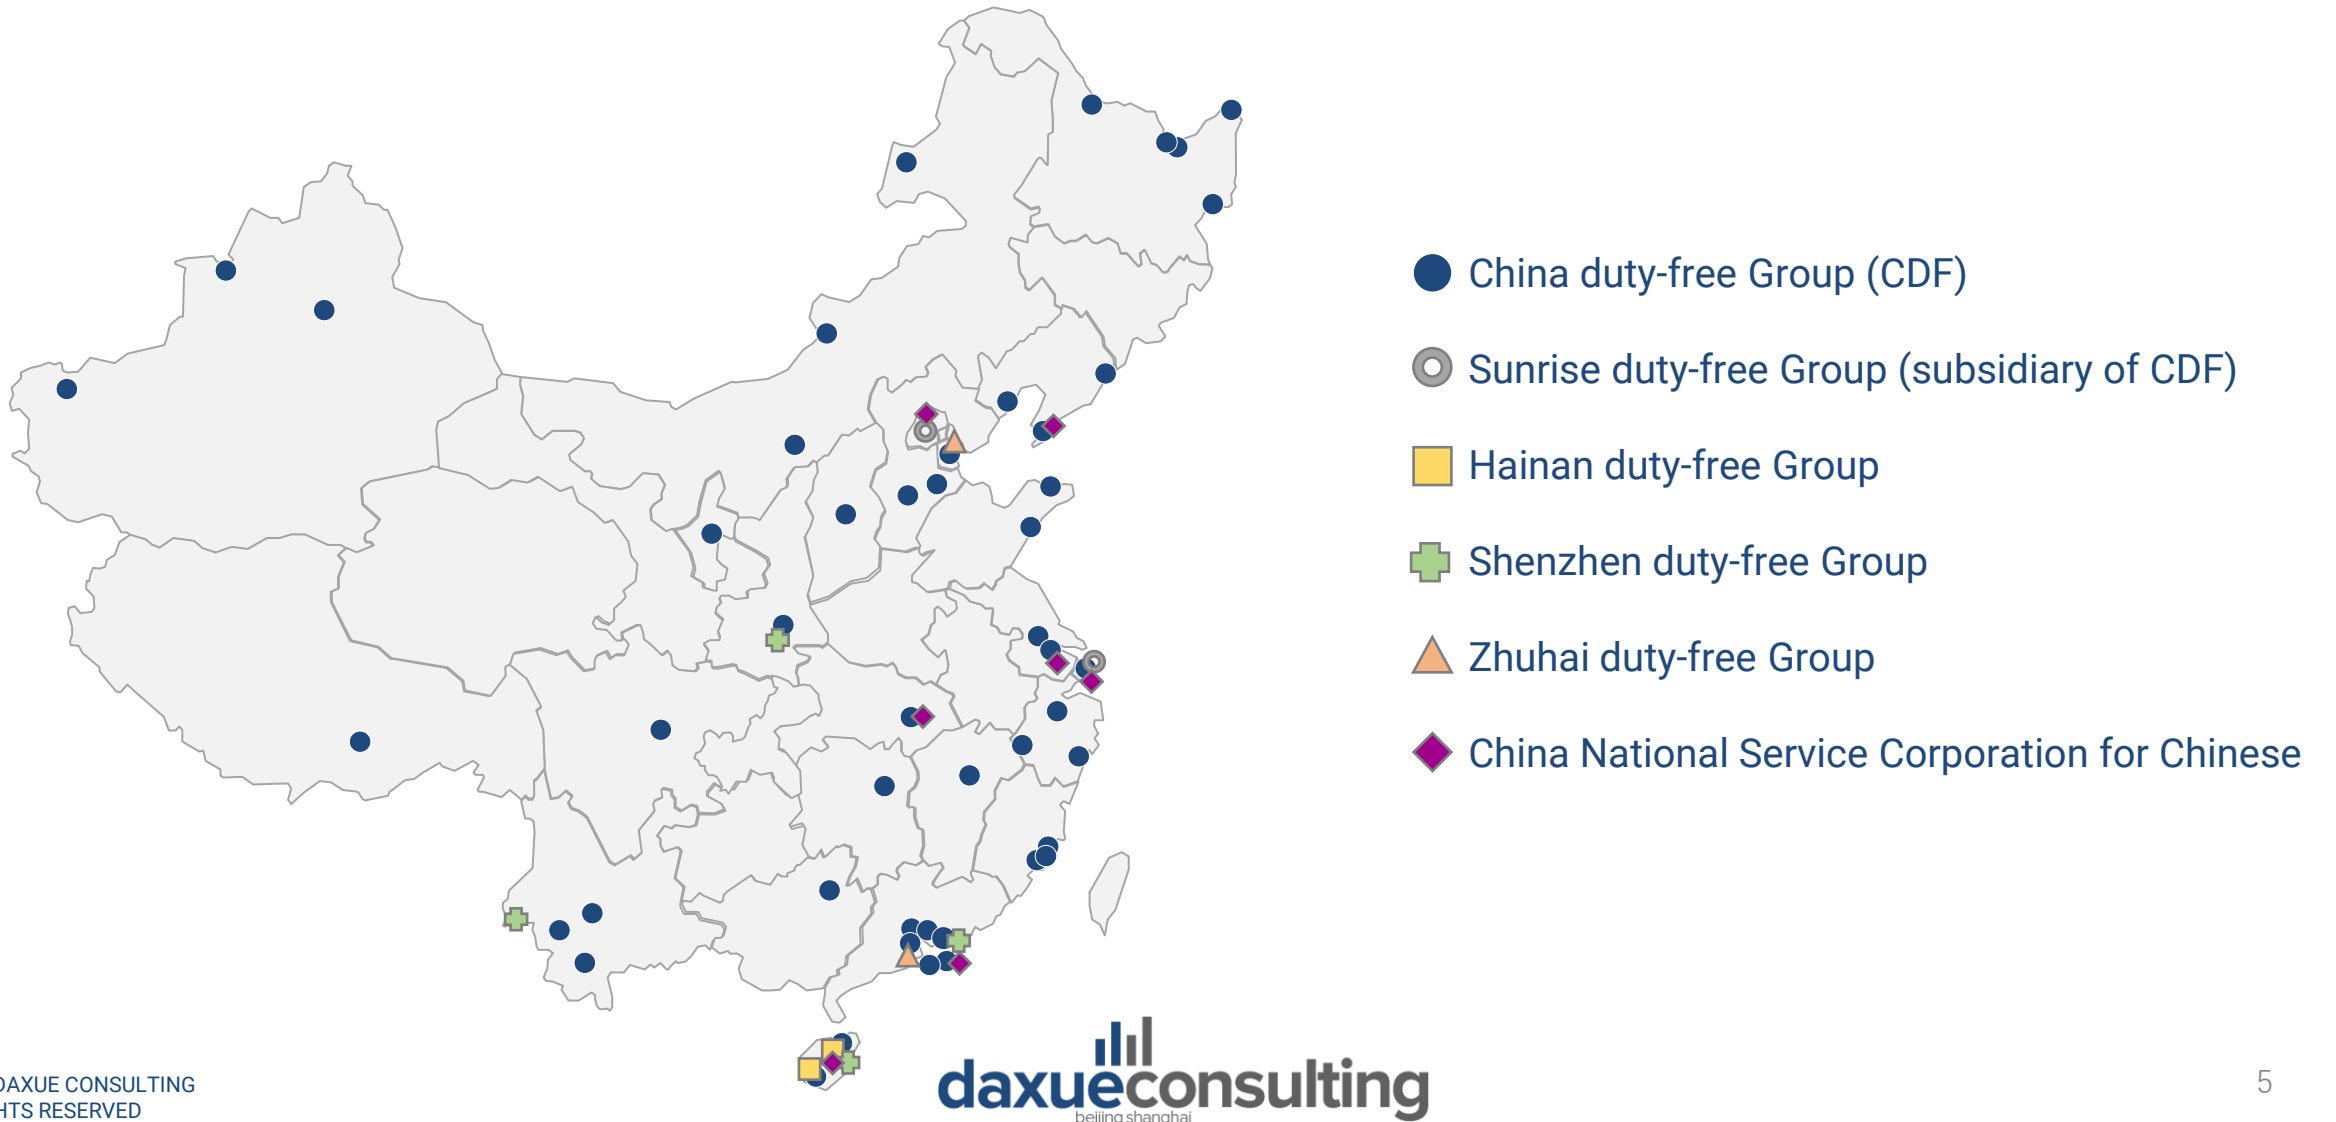 China duty-free Group (CDF)
Sunrise duty-free Group (subsidiary of CDF)
Hainan duty-free Group
Shenzhen duty-free Group
Zhuhai duty-free Group
China National Service Corporation for Chinese
DAXUE CONSULTING
HTS RESERVED
daxueconsulting
beijing shanghai
5